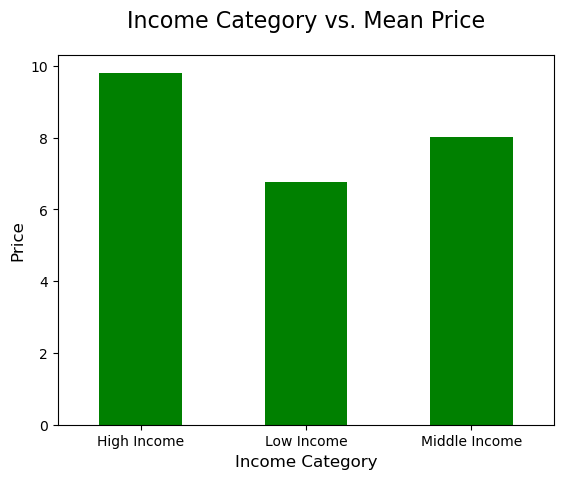 Income Category vs. Mean Price
10
8
6
4
2
0
Price
High Income
Low Income
Middle Income
Income Category